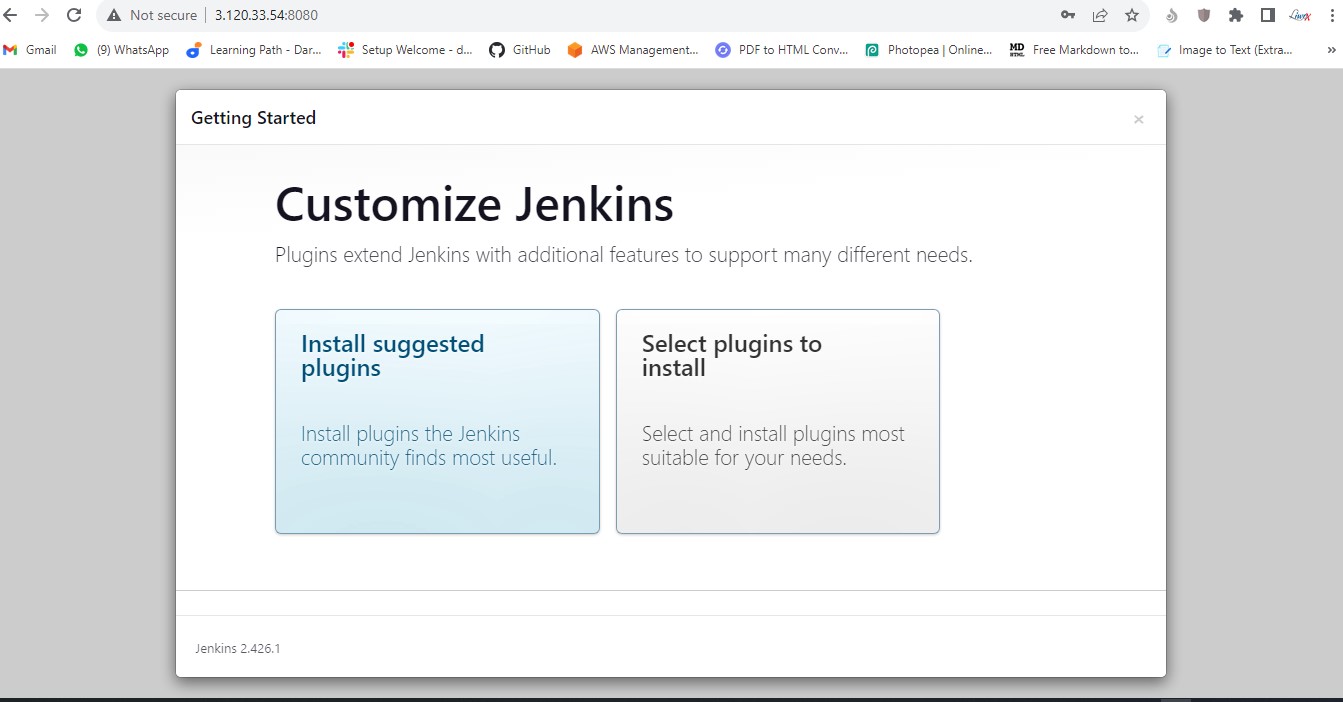 Not secure 3.120.33.54:8080
Gmail (9) WhatsApp Learning Path - Dar... Setup Welcome - d... GitHub AWS Management... PDF to HTML Conv... Photopea | Online... MD Free Markdown to... Image to Text (Extra... »
Getting Started ×
Customize Jenkins
Plugins extend Jenkins with additional features to support many different needs.
Install suggested
plugins
Install plugins the Jenkins
community finds most useful.
Select plugins to
install
Select and install plugins most
suitable for your needs.
Jenkins 2.426.1